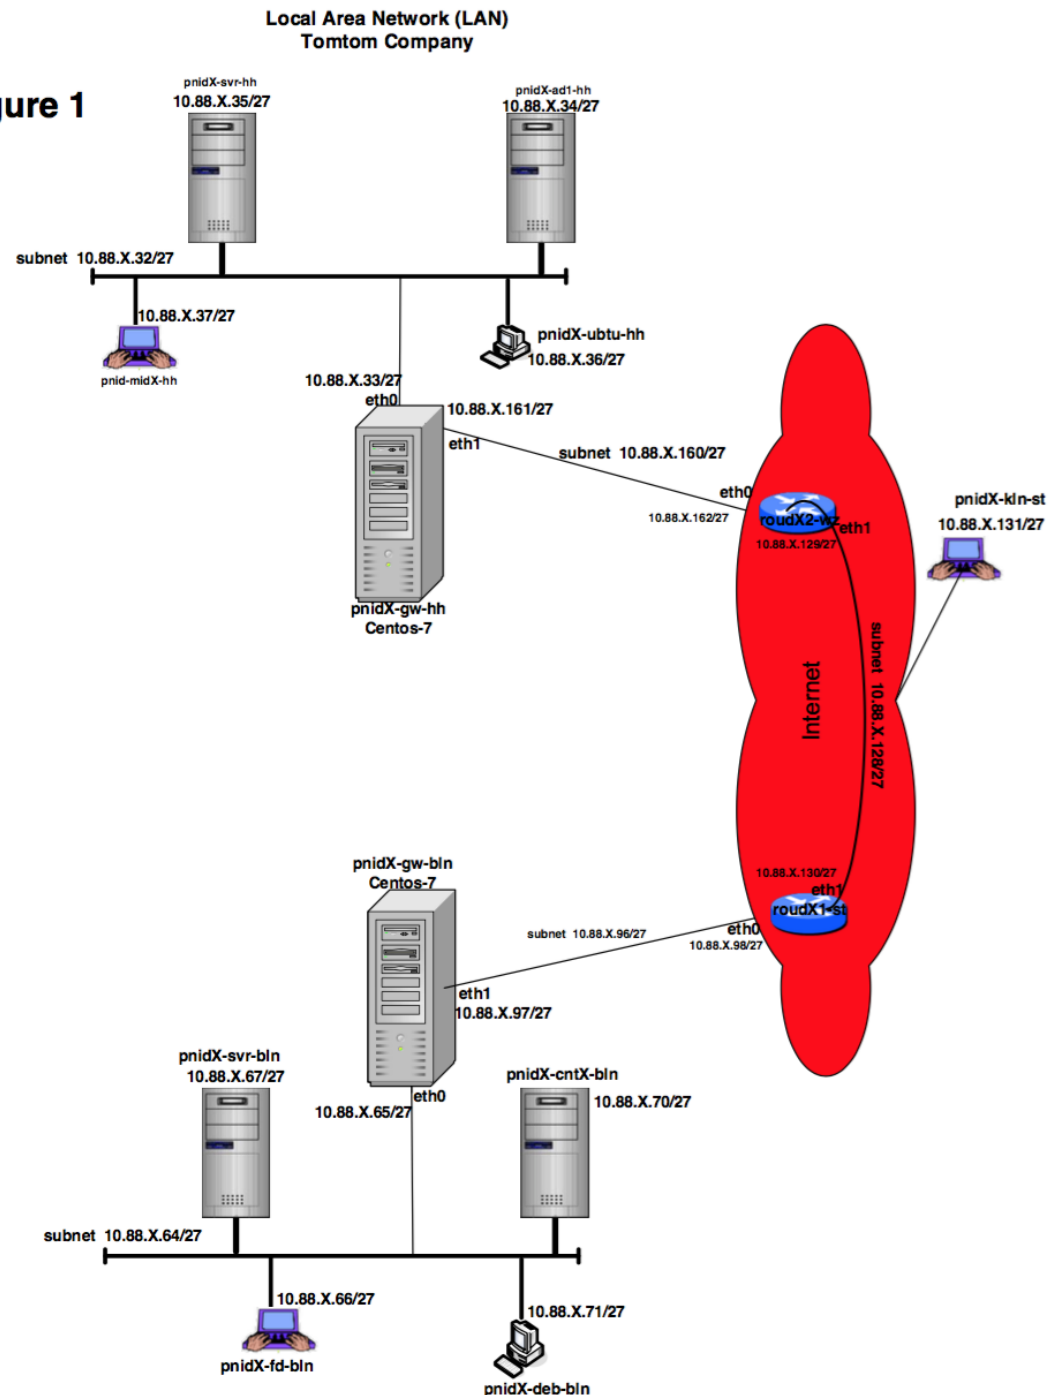 Local Area Network (LAN)
Tomtom Company
gure 1
pnidX-svr-hh
10.88.X.35/27
pnidX-ad1-hh
10.88.X.34/27
subnet 10.88.X.32/27
10.88.X.37/27
pnid-midX-hh
pnidX-ubtu-hh
10.88.X.36/27
10.88.X.33/27
eth0
10.88.X.161/27
eth1
subnet 10.88.X.160/27
pnidX-gw-hh
Centos-7
eth0
10.88.X.162/27
roudX2-wz
eth1
10.88.X.129/27
pnidX-kln-st
10.88.X.131/27
Internet
subnet 10.88.X.128/27
10.88.X.130/27
eth1
roudX1-st
eth0
10.88.X.98/27
subnet 10.88.X.96/27
pnidX-gw-bln
Centos-7
eth1
10.88.X.97/27
eth0
10.88.X.65/27
pnidX-svr-bln
10.88.X.67/27
pnidX-cntX-bln
10.88.X.70/27
subnet 10.88.X.64/27
10.88.X.66/27
pnidX-fd-bln
10.88.X.71/27
pnidX-deb-bln